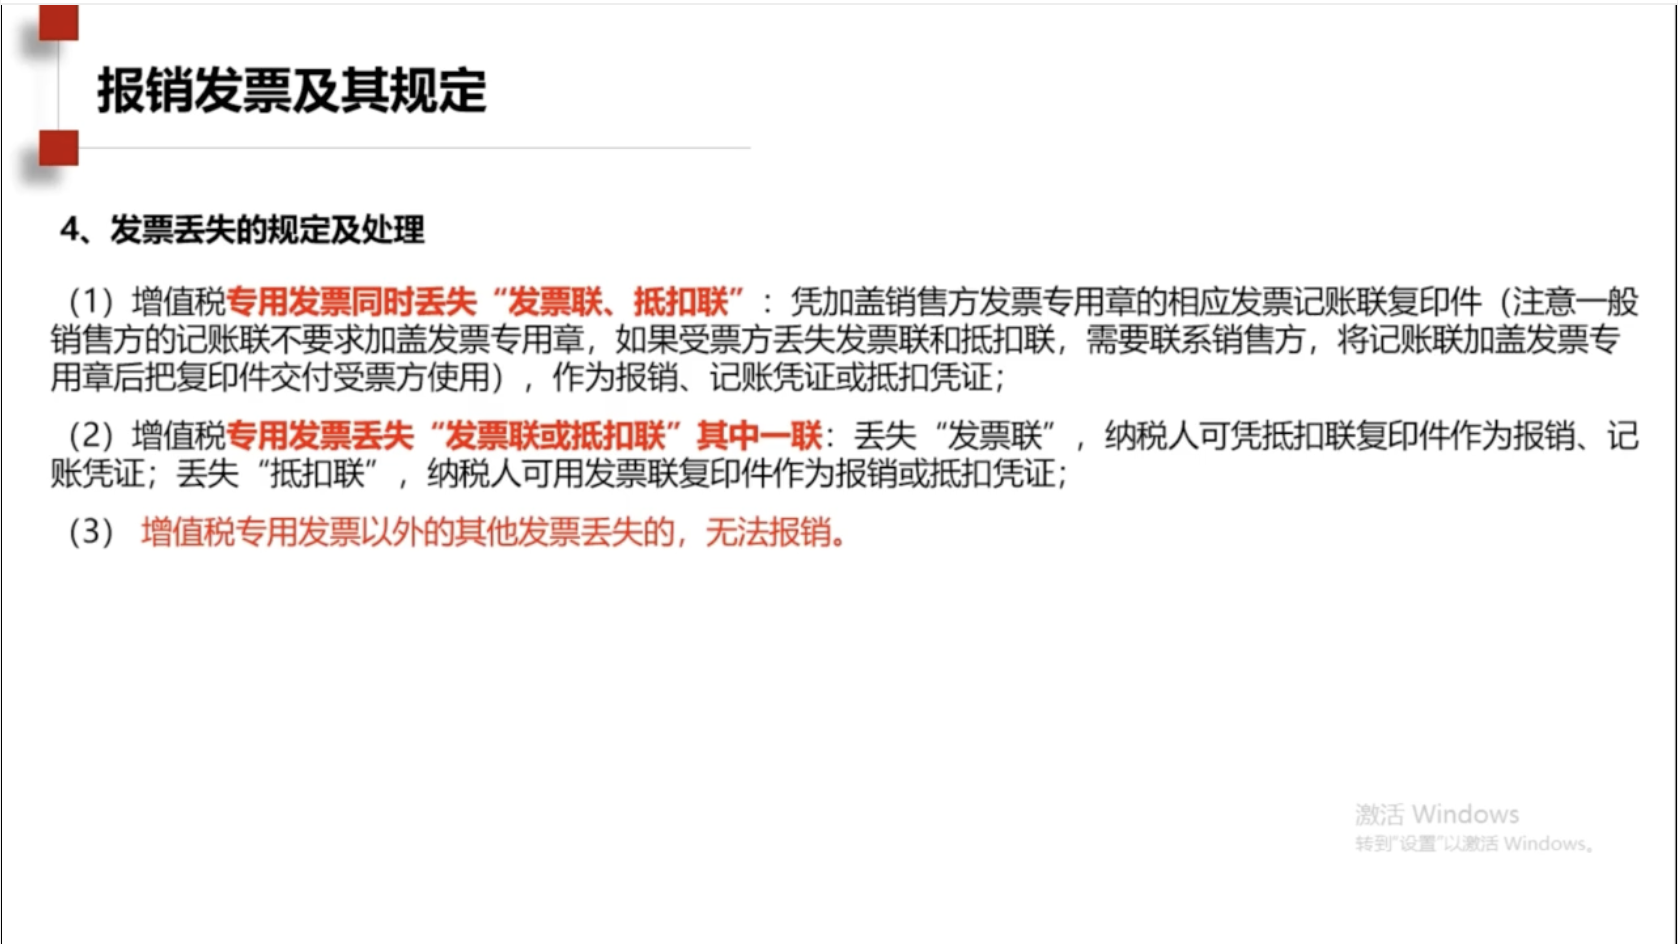 报销发票及其规定
4、发票丢失的规定及处理
（1）增值税专用发票同时丢失“发票联、抵扣联”：凭加盖销售方发票专用章的相应发票记账联复印件（注意一般
销售方的记账联不要求加盖发票专用章，如果受票方丢失发票联和抵扣联，需要联系销售方，将记账联加盖发票专
用章后把复印件交付受票方使用），作为报销、记账凭证或抵扣凭证；
（2）增值税专用发票丢失“发票联或抵扣联”其中一联：丢失“发票联”，纳税人可凭抵扣联复印件作为报销、记
账凭证；丢失“抵扣联”，纳税人可用发票联复印件作为报销或抵扣凭证；
（3） 增值税专用发票以外的其他发票丢失的，无法报销。
激活 Windows
转到“设置”以激活 Windows。